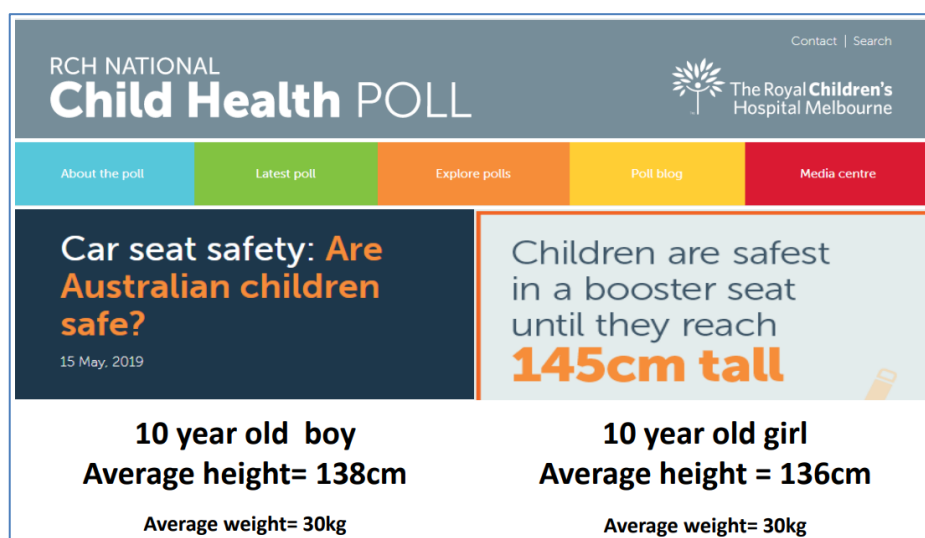 Contact | Search
RCH NATIONAL
Child Health POLL
The Royal Children's
Hospital Melbourne
About the poll
Latest poll
Explore polls
Poll blog
Media centre
Car seat safety: Are
Australian children
safe?
15 May, 2019
Children are safest
in a booster seat
until they reach
145cm tall
10 year old  boy
Average height= 138cm
Average weight= 30kg
10 year old girl
Average height = 136cm
Average weight= 30kg